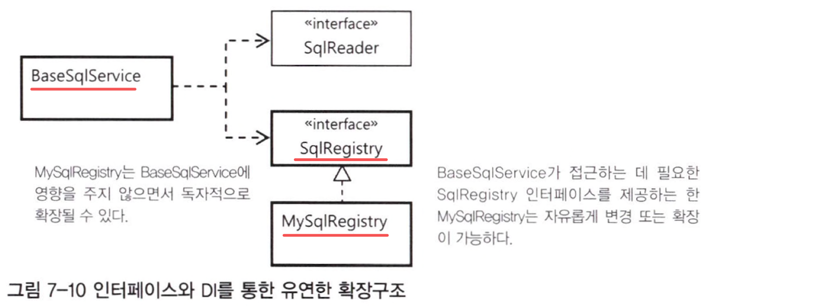 «interface»
SqlReader
BaseSqlService
«interface»
SqlRegistry
MySqlRegistry는 BaseSqlService에
영향을 주지 않으면서 독자적으로
확장될 수 있다.
BaseSqlService가 접근하는 데 필요한
SqlRegistry 인터페이스를 제공하는 한
MySqlRegistry는 자유롭게 변경 또는 확장
이 가능하다.
MySqlRegistry
그림 7-10 인터페이스와 DI를 통한 유연한 확장구조